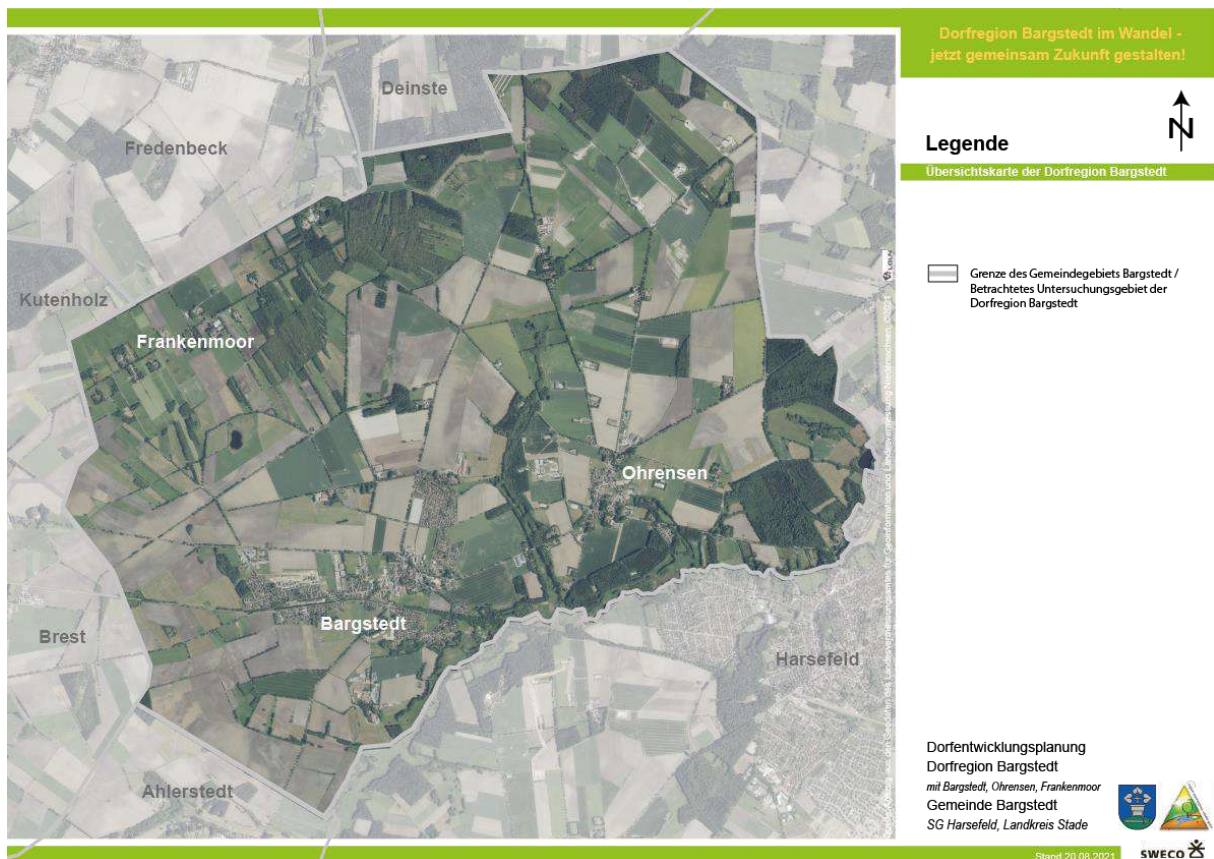 Dorfregion Bargstedt im Wandel -
jetzt gemeinsam Zukunft gestalten!
N
Legende
Übersichtskarte der Dorfregion Bargstedt
Grenze des Gemeindegebiets Bargstedt /
Betrachtetes Untersuchungsgebiet der
Dorfregion Bargstedt
Deinste
Fredenbeck
Kutenholz
Frankenmoor
Ohrensen
Bargstedt
Brest
Harsefeld
Ahlerstedt
Dorfentwicklungsplanung
Dorfregion Bargstedt
mit Bargstedt, Ohrensen, Frankenmoor
Gemeinde Bargstedt
SG Harsefeld, Landkreis Stade
Stand 20.08.2021
SWECO